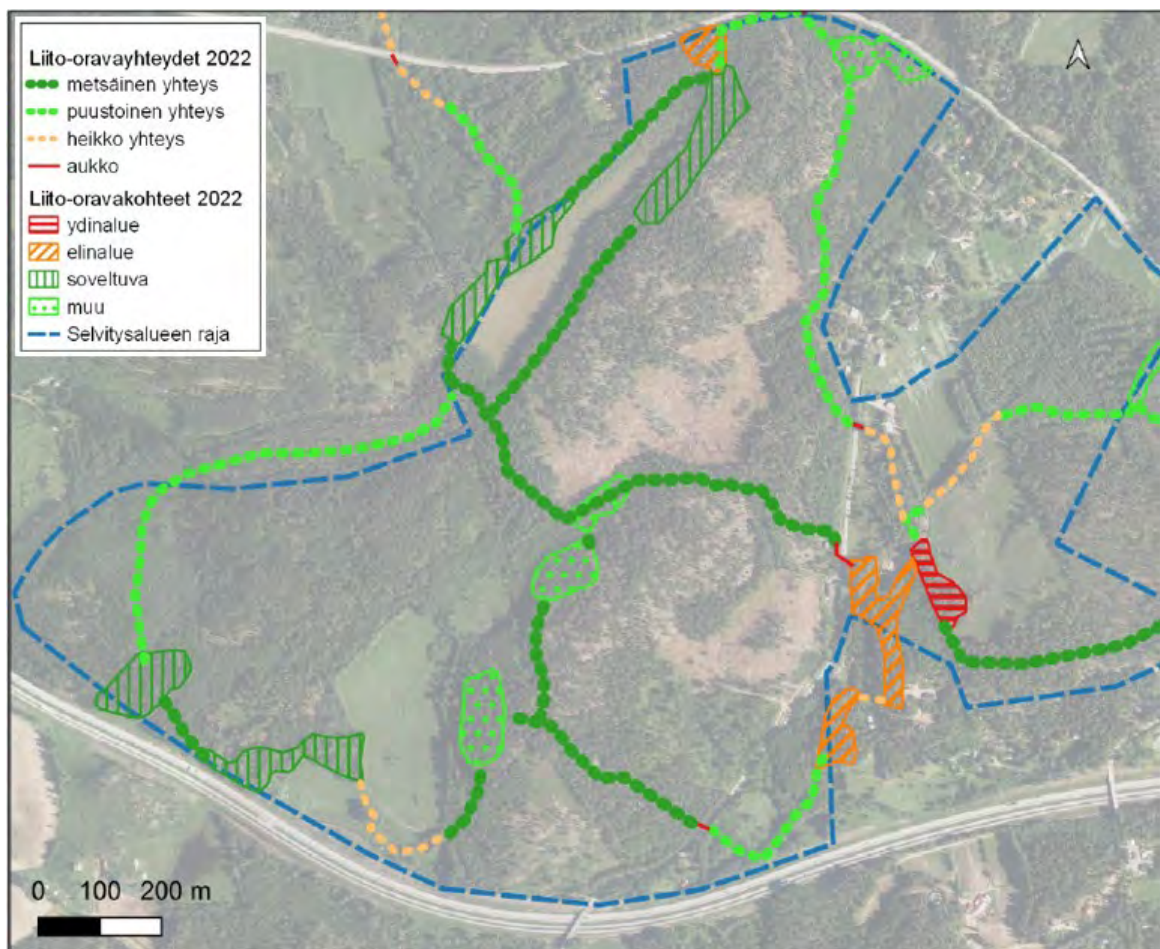 Liito-oravayhteydet 2022
metsäinen yhteys
puustoinen yhteys
heikko yhteys
aukko
Liito-oravakohteet 2022
ydinalue
elinalue
soveltuva
muu
Selvitysalueen raja
0 100 200 m